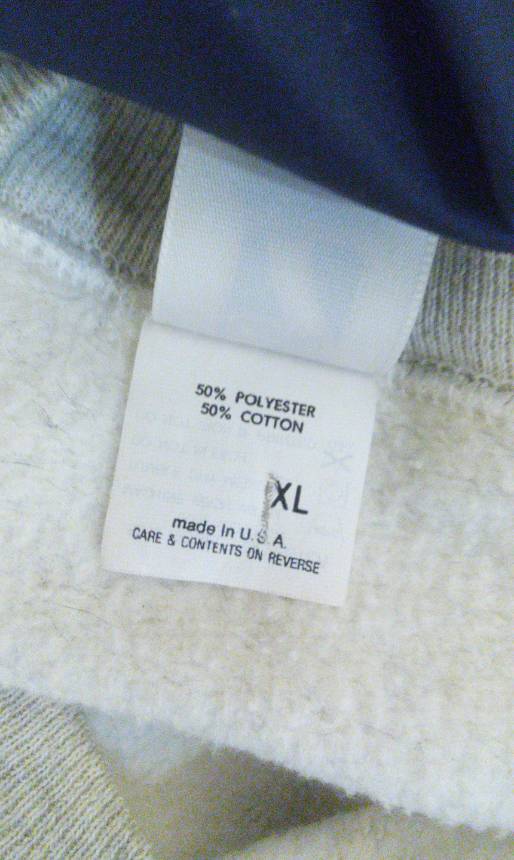 50% POLYESTER
50% COTTON
XL
made in U.S.A.
CARE & CONTENTS ON REVERSE